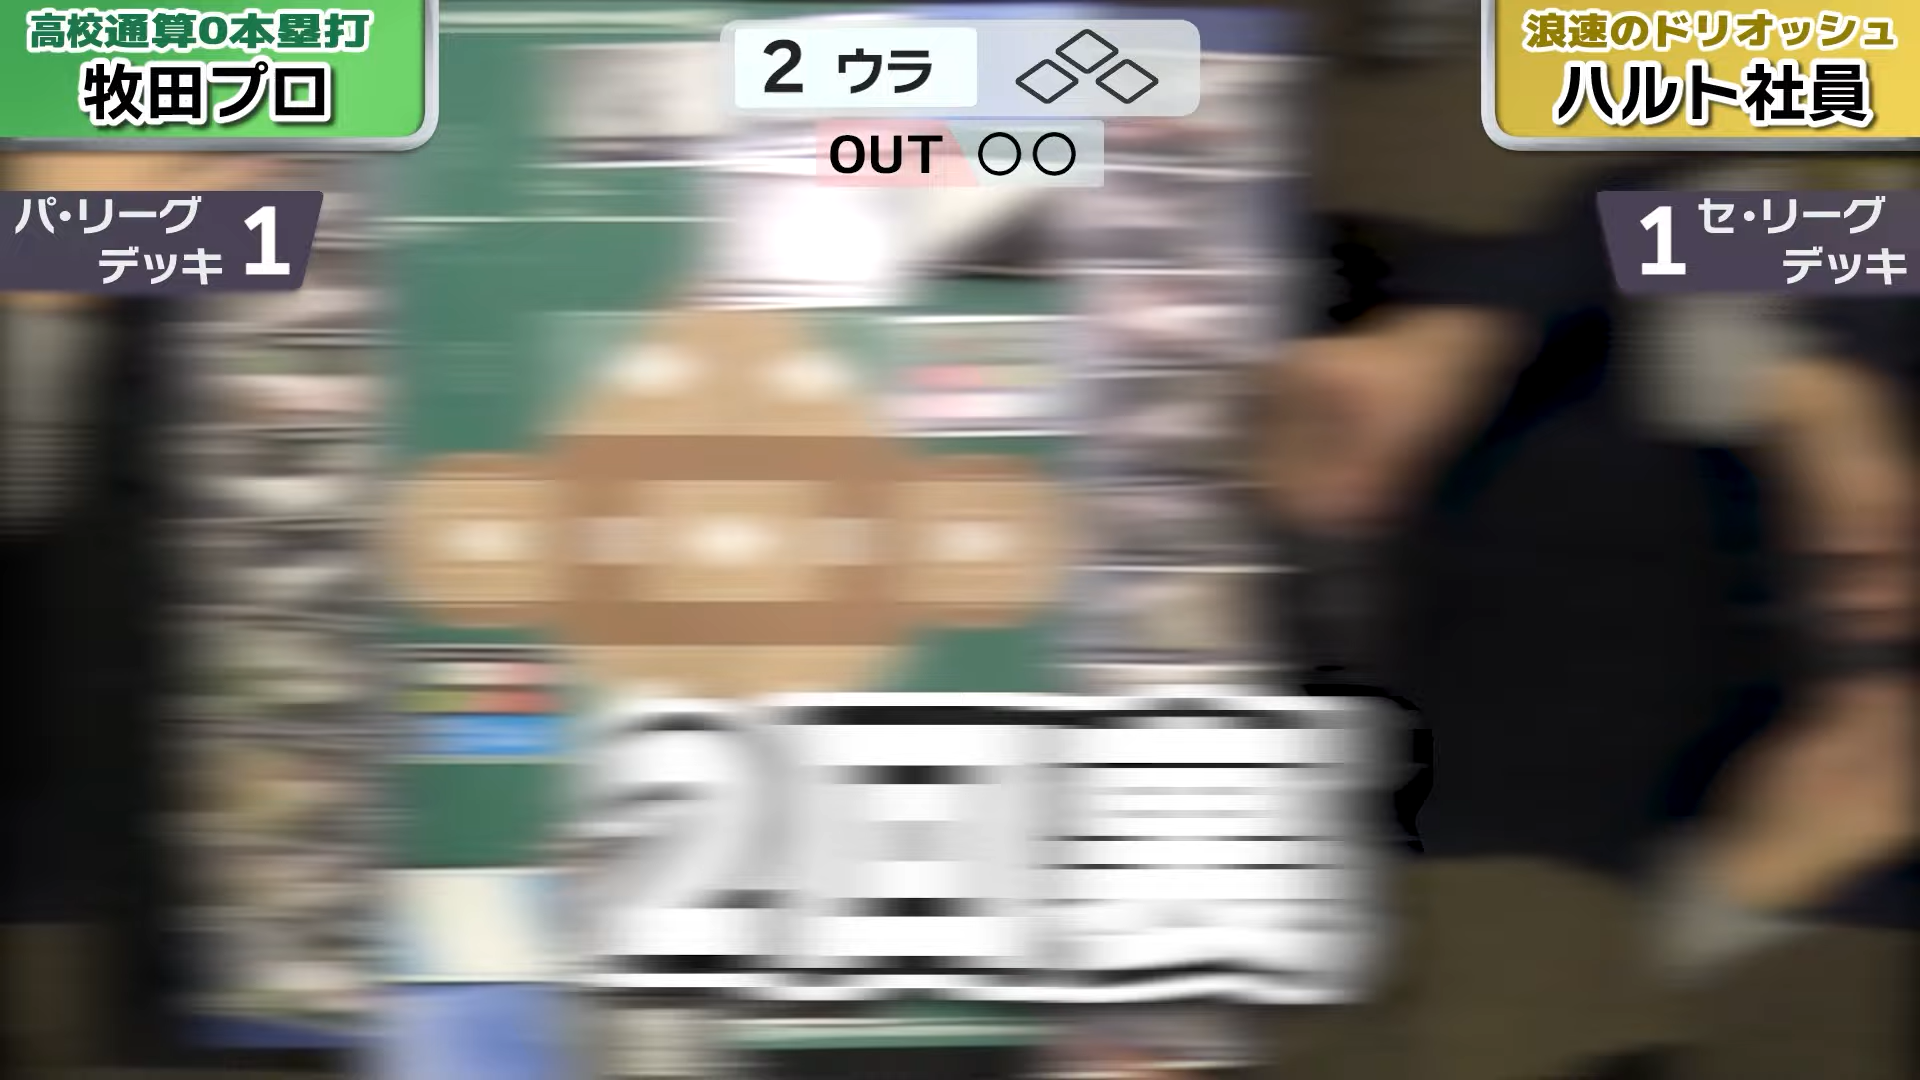 高校通算0本塁打
牧田プロ
2 ウラ
OUT
浪速のドリオッシュ
ハルト社員
パ・リーグ
デッキ 1
1 セ・リーグ
デッキ